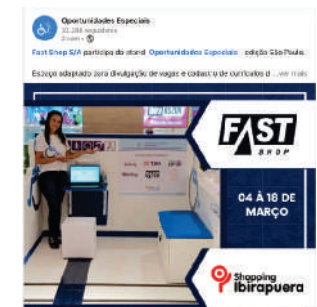 Oportunidades Especiais
Fast Shop S/A participa do stand Oportunidades Especiais edição São Paulo.
Espaço adaptado para divulgação de vagas e cadastro de currículos d ...ver mais
FAST
SHOP
04 À 18 DE
MARÇO
Shopping
Ibirapuera